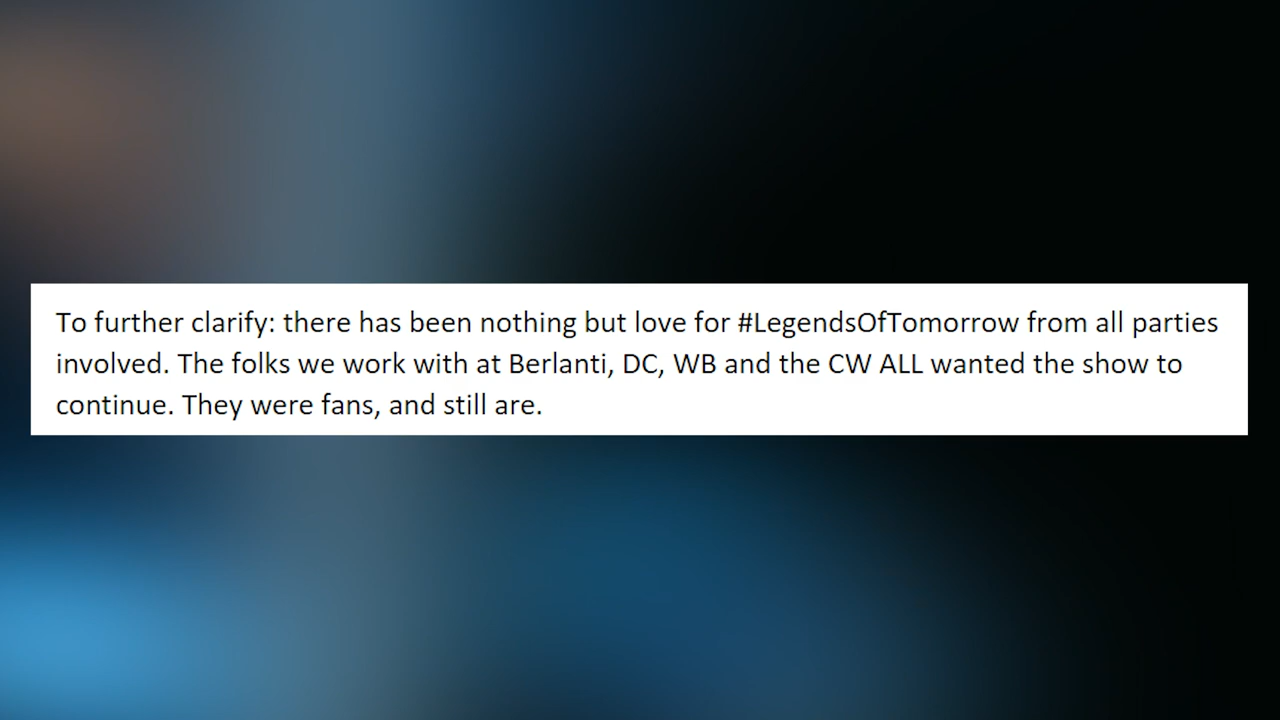 To further clarify: there has been nothing but love for #LegendsOfTomorrow from all parties
involved. The folks we work with at Berlanti, DC, WB and the CW ALL wanted the show to
continue. They were fans, and still are.